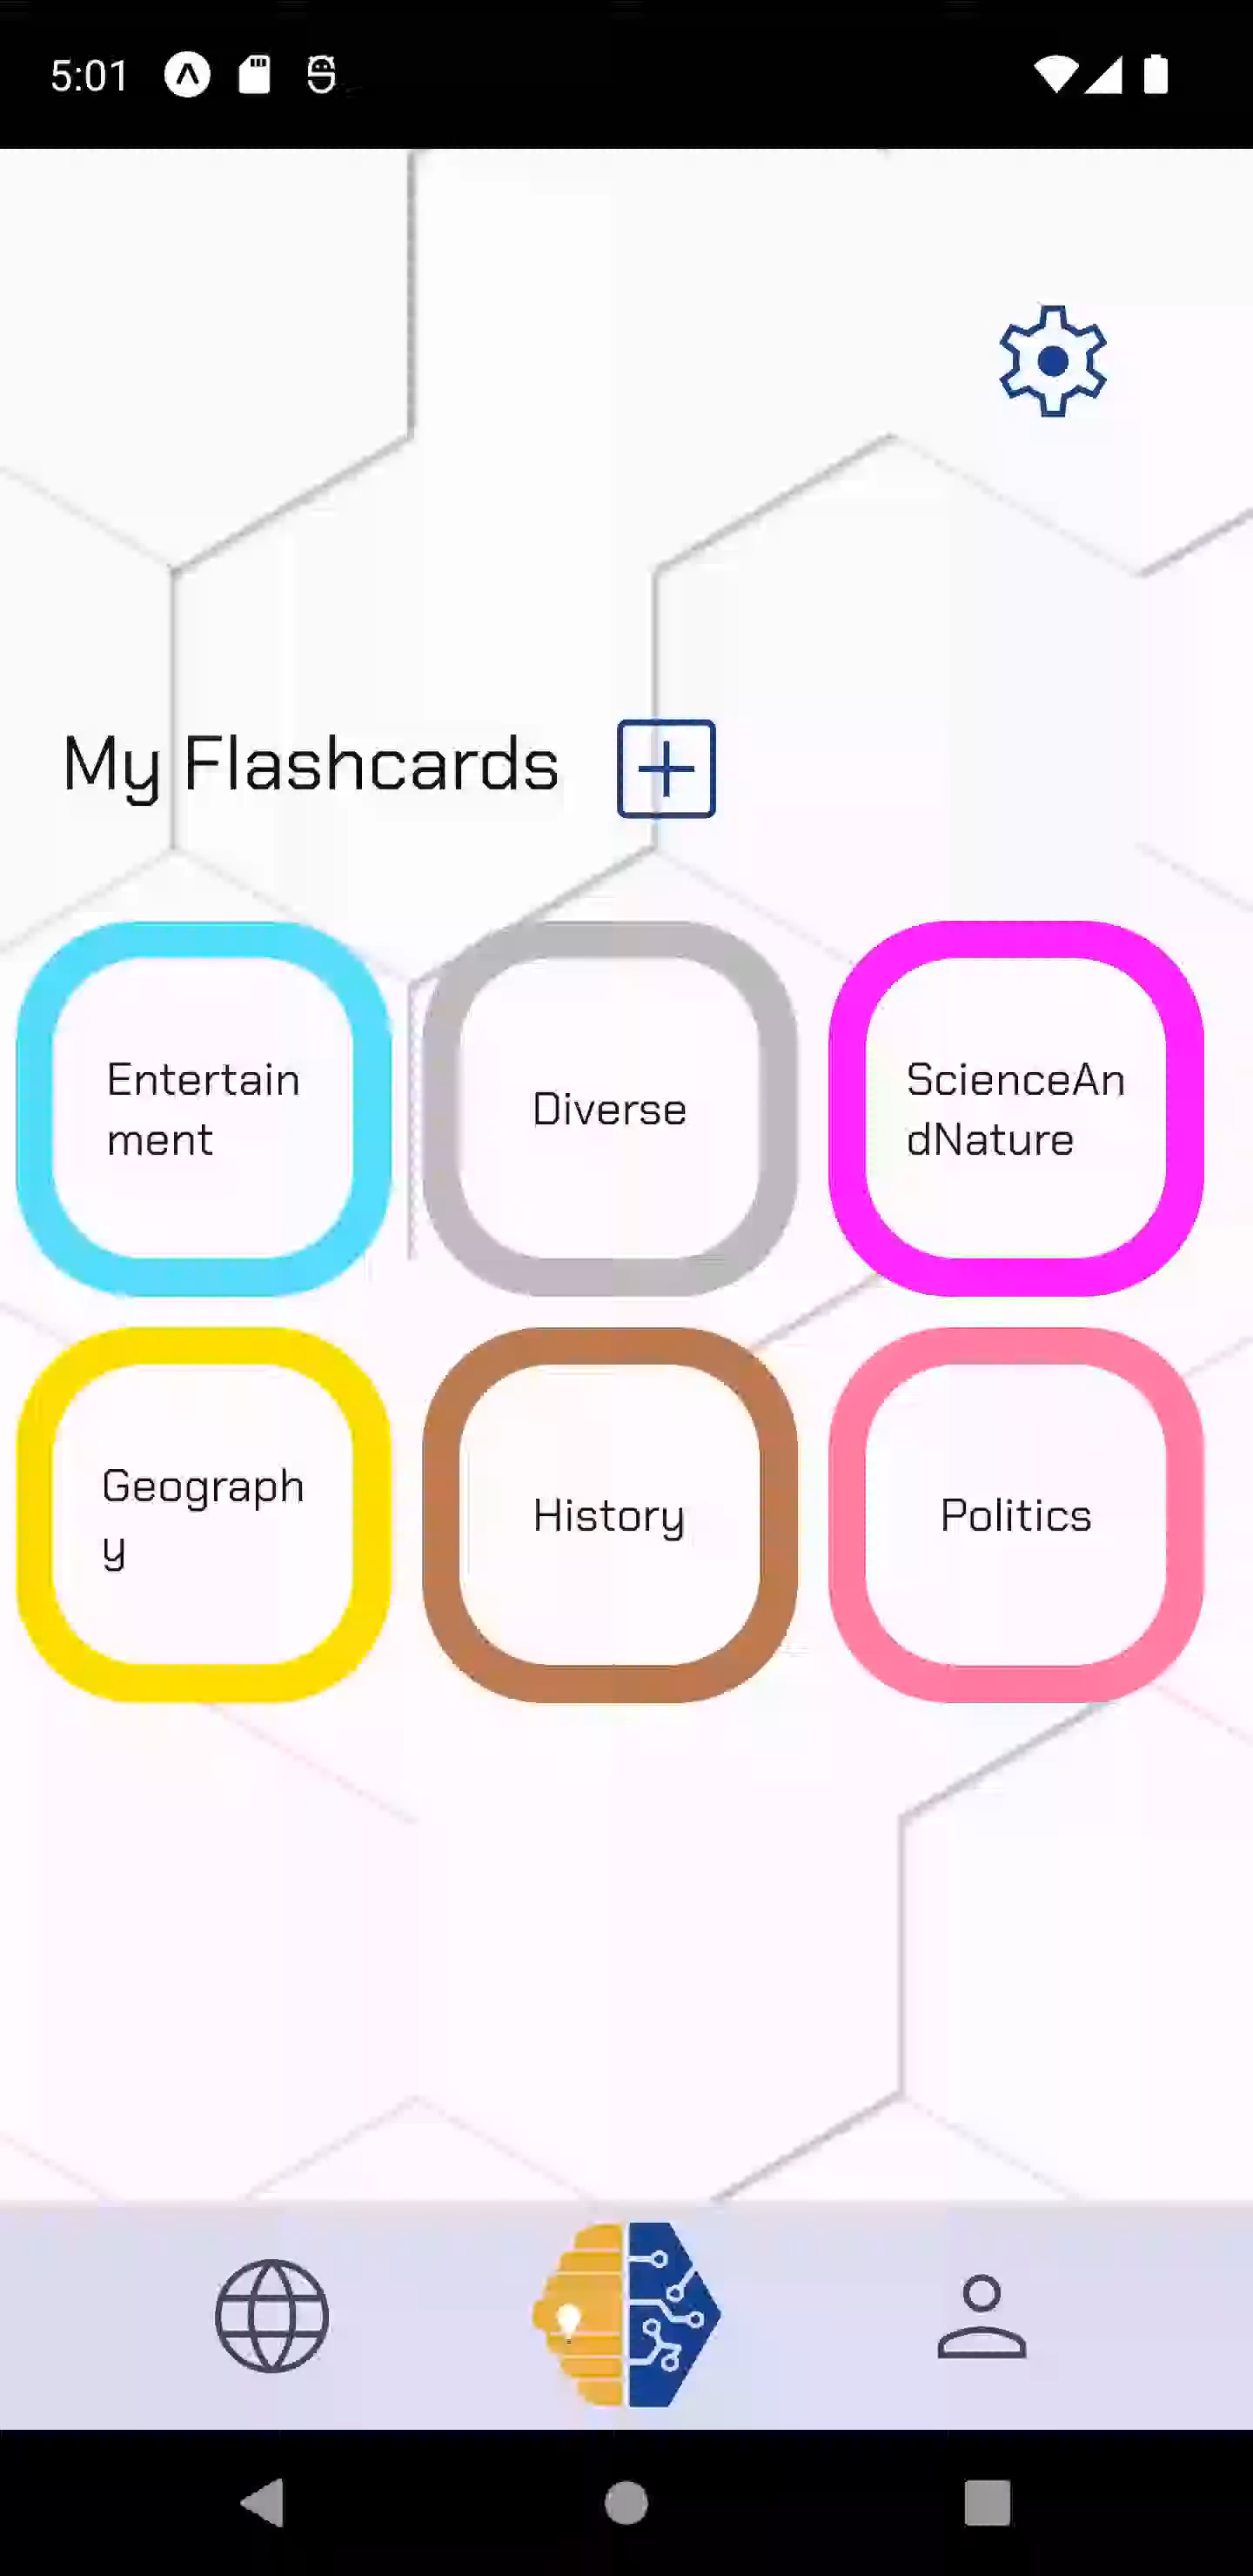 5:01
My Flashcards
Entertain
ment
Diverse
ScienceAn
dNature
Geograph
y
History
Politics